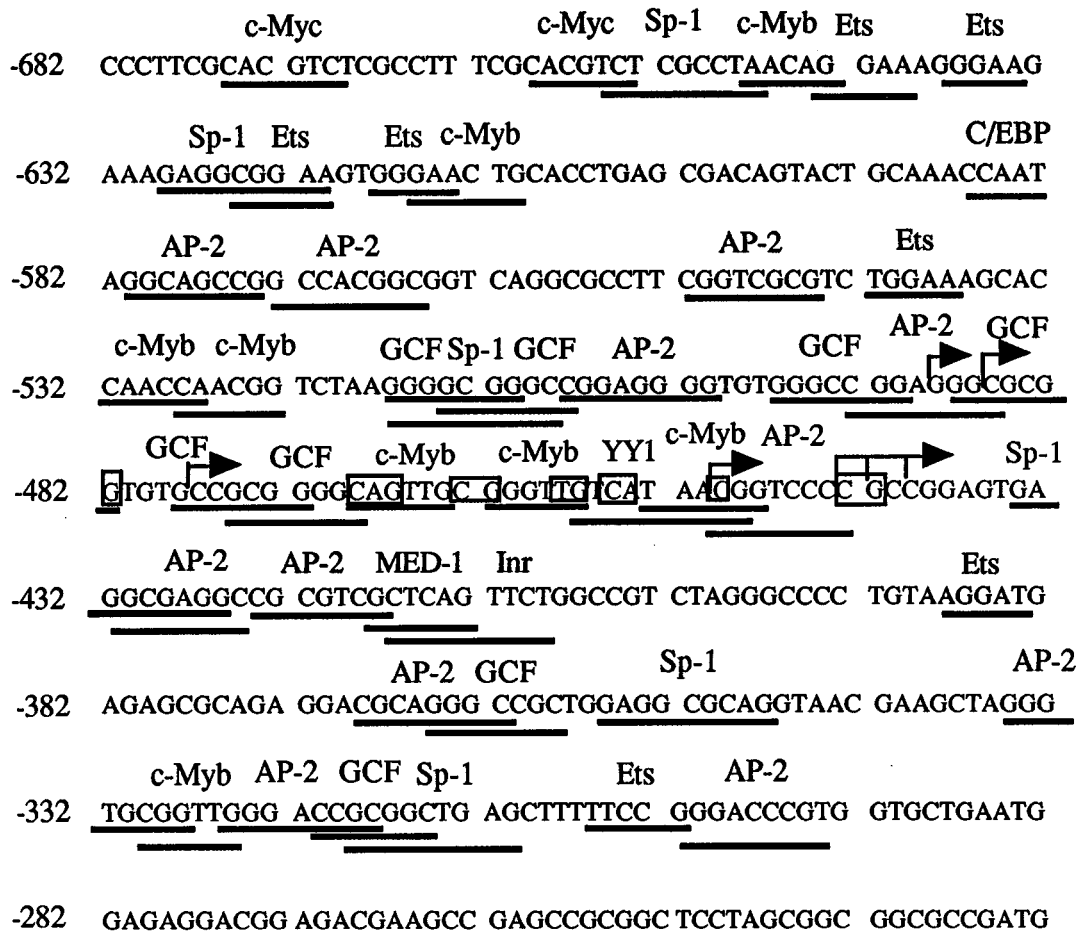 c-Myc c-Myc Sp-1 c-Myb Ets Ets
-682 CCCTTCGCAC GTCTCGCCTT TCGCACGTCT CGCCTAACAG GAAAGGGAAG
Sp-1 Ets Ets c-Myb C/EBP
-632 AAAGAGGCGG AAGTGGGAAC TGCACCTGAG CGACAGTACT GCAAACCAAT
AP-2 AP-2 AP-2 Ets
-582 AGGCAGCCGG CCACGGCGGT CAGGCGCCTT CGGTCGCGTC TGGAAAGCAC
c-Myb c-Myb GCF Sp-1 GCF AP-2 GCF AP-2 GCF
-532 CAACCAACGG TCTAAGGGGC GGGCCGGAGG GGTGTGGGCC GGAGGGCGCG
GCF GCF c-Myb c-Myb YY1 c-Myb AP-2 Sp-1
-482 GTGTGCCGCG GGGCAGTTGC GGGTTGTCAT AACGGTCCCC GCCGGAGTGA
AP-2 AP-2 MED-1 Inr Ets
-432 GGCGAGGCCG CGTCGCTCAG TTCTGGCCGT CTAGGGCCCC TGTAAGGATG
AP-2 GCF Sp-1 AP-2
-382 AGAGCGCAGA GGACGCAGGG CCGCTGGAGG CGCAGGTAAC GAAGCTAGGG
c-Myb AP-2 GCF Sp-1 Ets AP-2
-332 TGCGGTTGGG ACCGCGGCTG AGCTTTTTCC GGGACCCGTG GTGCTGAATG
-282 GAGAGGACGG AGACGAAGCC GAGCCGCGGC TCCTAGCGGC GGCGCCGATG